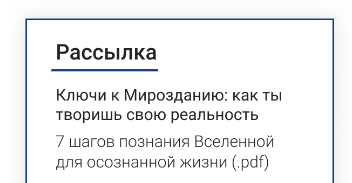 Рассылка
Ключи к Мирозданию: как ты
творишь свою реальность
7 шагов познания Вселенной
для осознанной жизни (.pdf)